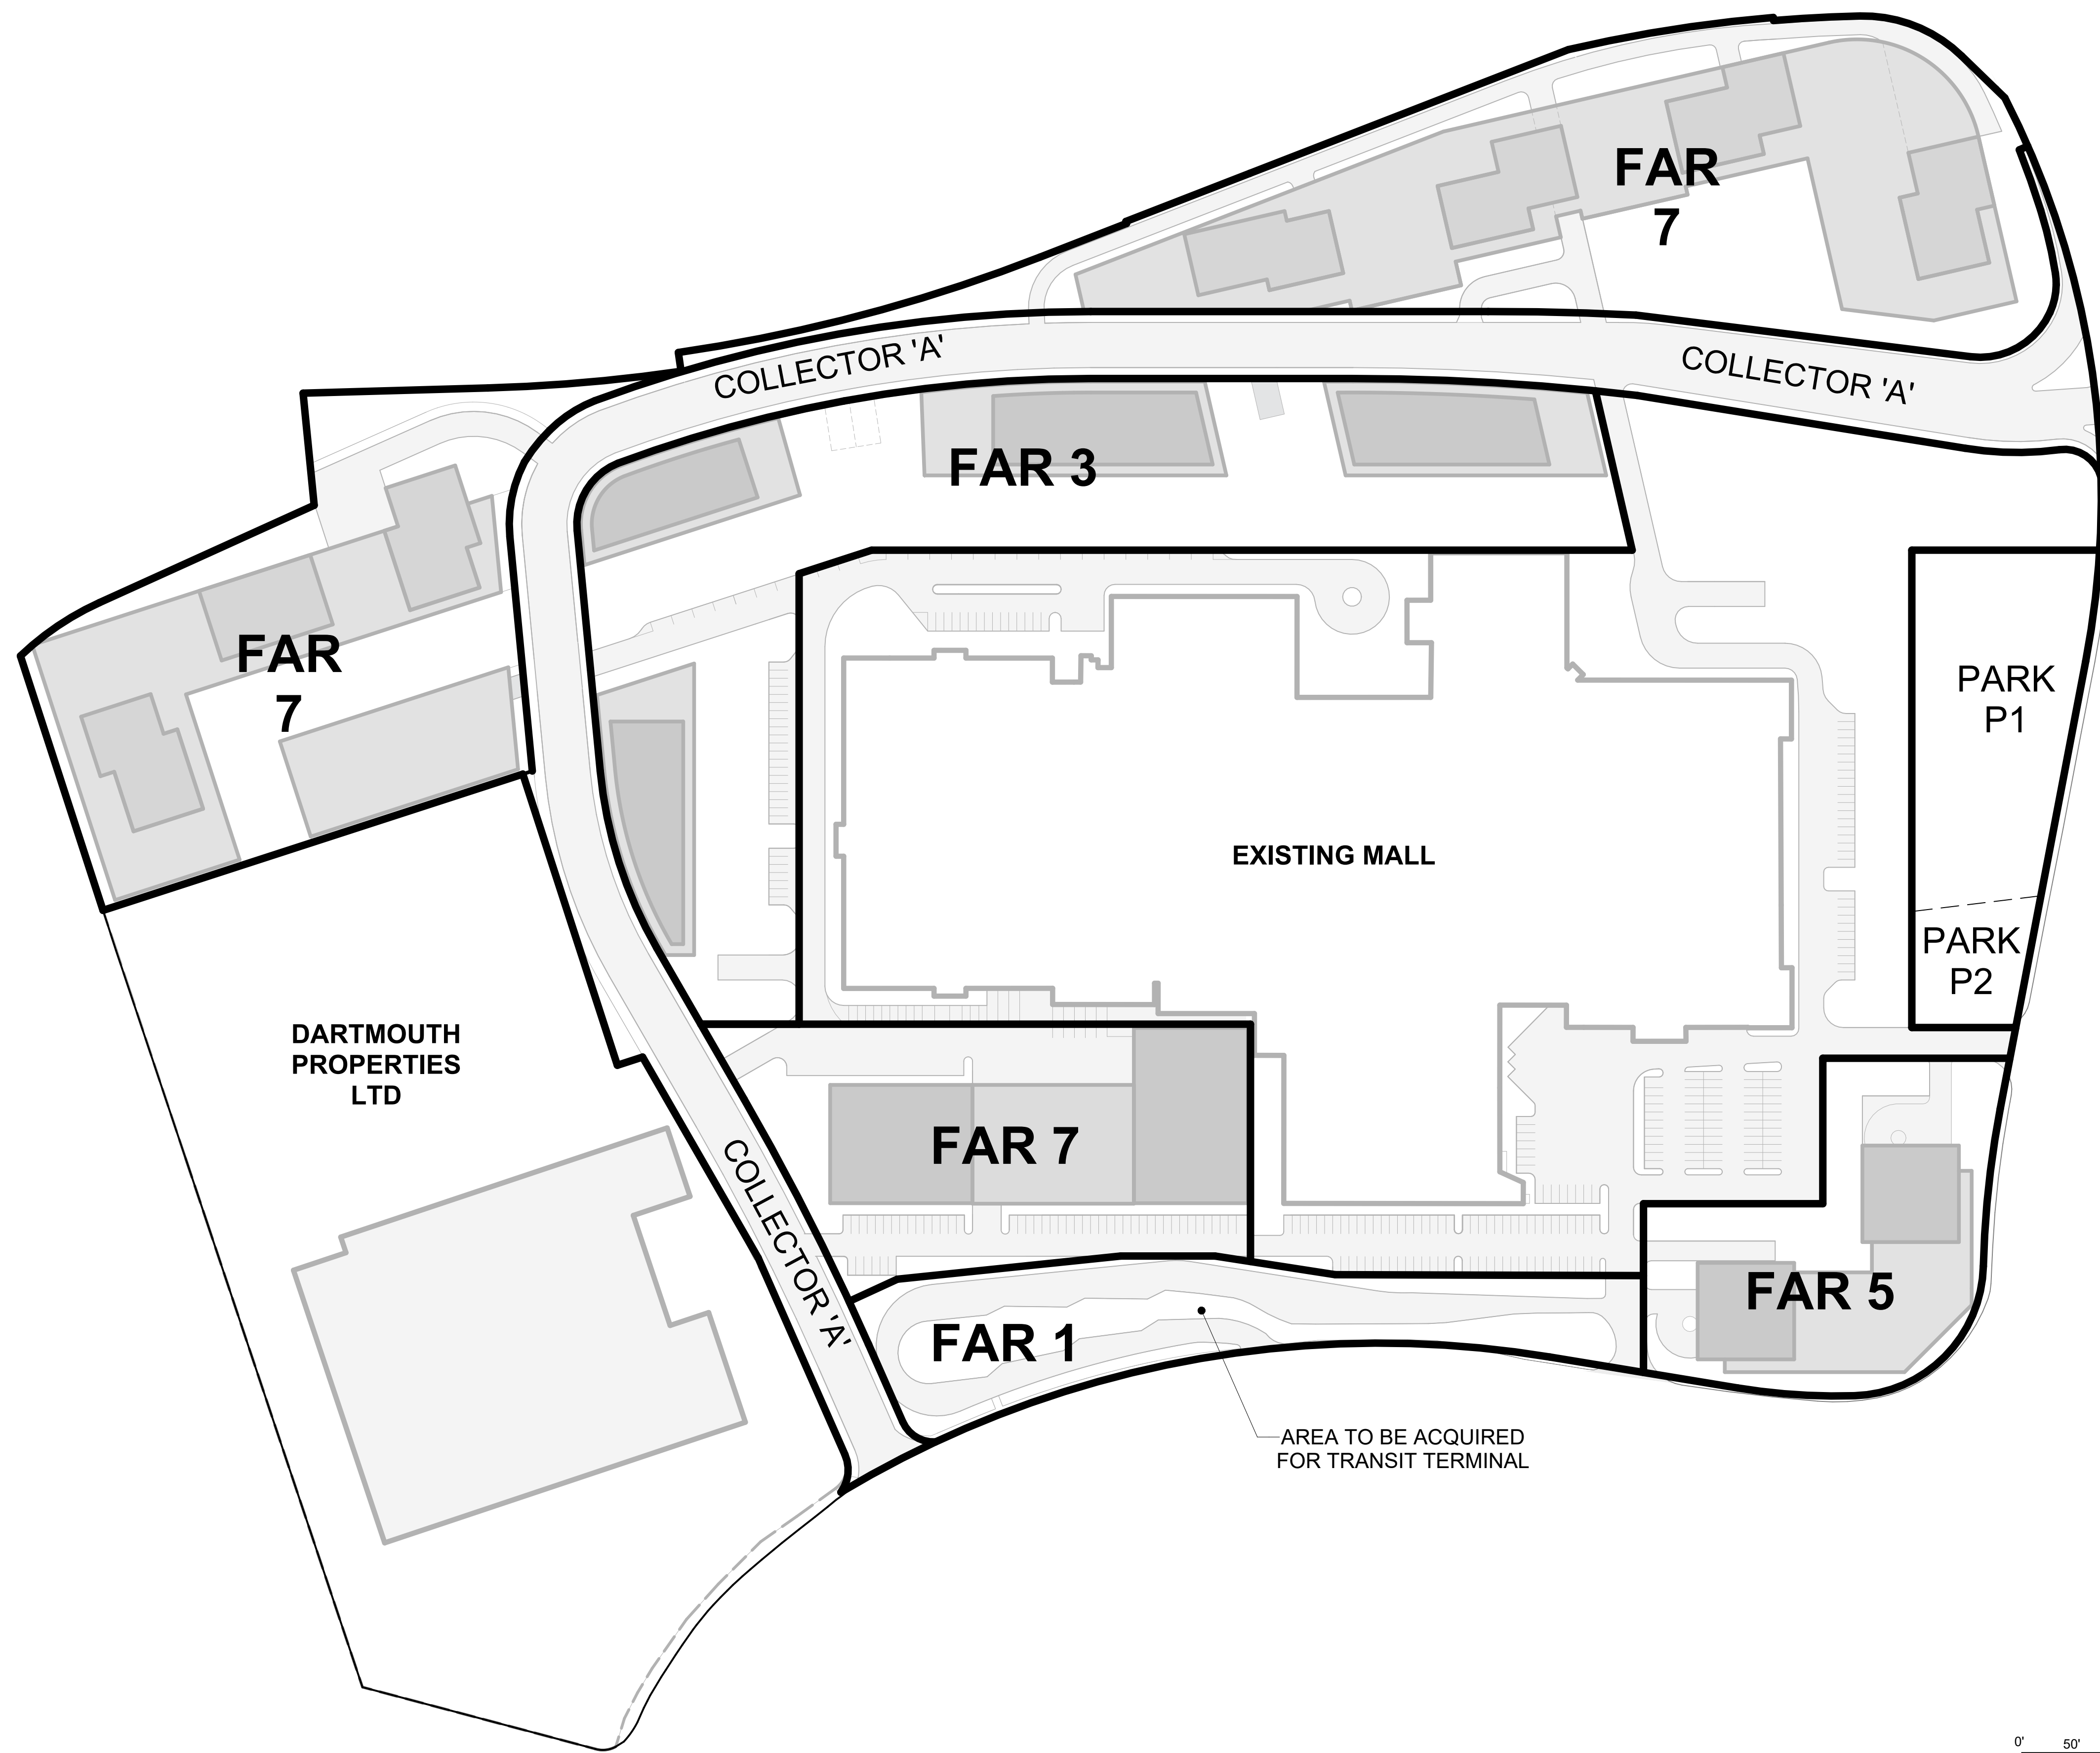 FAR
7
COLLECTOR 'A'
COLLECTOR 'A'
FAR 3
FAR
7
PARK
P1
EXISTING MALL
PARK
P2
DARTMOUTH
PROPERTIES
LTD
FAR 7
COLLECTOR 'A'
FAR 5
FAR 1
AREA TO BE ACQUIRED
FOR TRANSIT TERMINAL
0' 50'